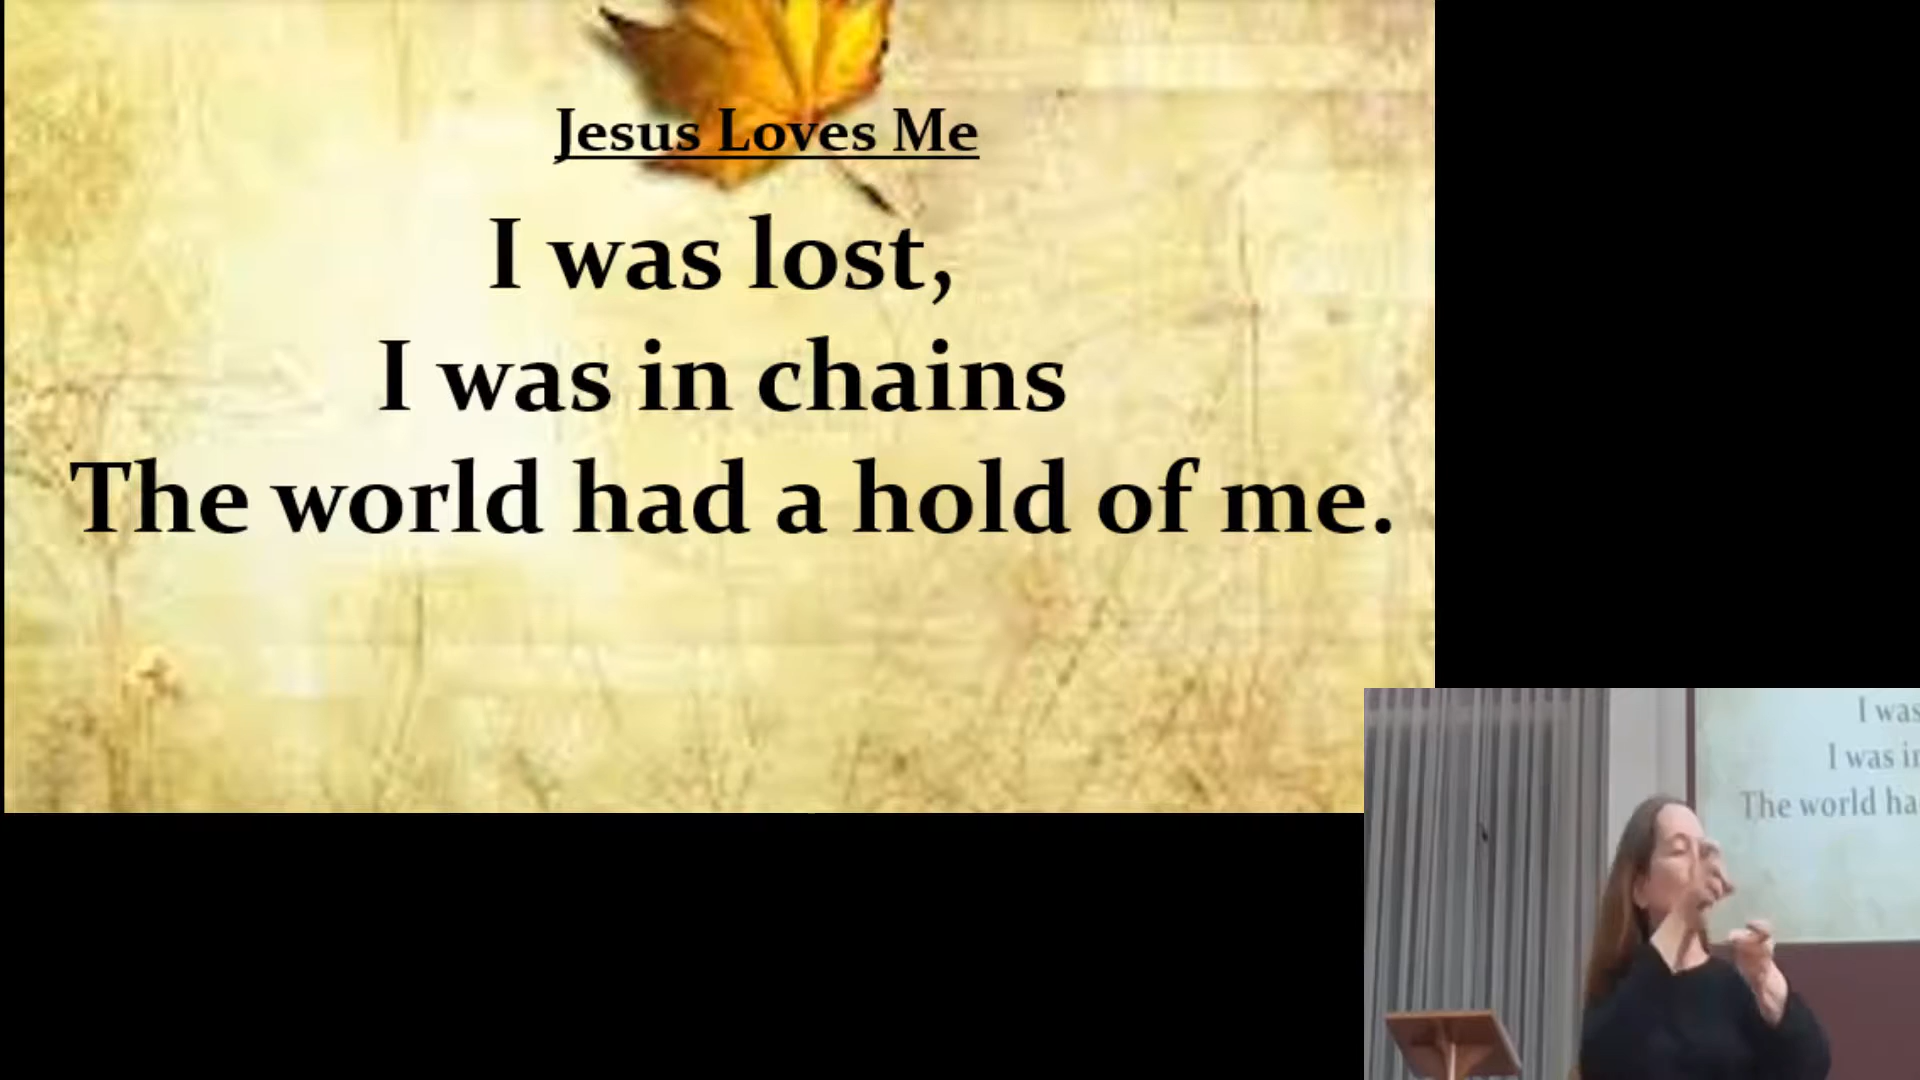 Jesus Loves Me
I was lost,
I was in chains
The world had a hold of me.
I was
I was in
The world ha